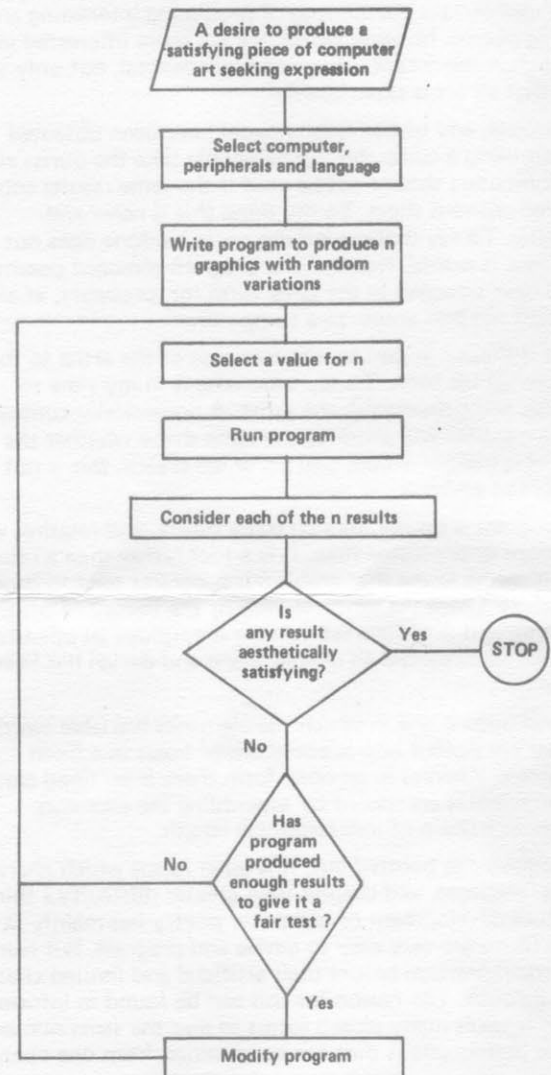 A desire to produce a
satisfying piece of computer
art seeking expression
Select computer,
peripherals and language
Write program to produce n
graphics with random
variations
Select a value for n
Run program
Consider each of the n results
Is
any result
aesthetically
satisfying?
Yes
STOP
No
Has
program
produced
enough results
to give it a
fair test ?
No
Yes
Modify program